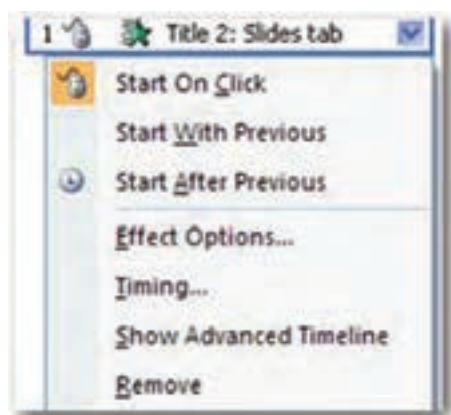 1 Title 2: Slides tab
Start On Click
Start With Previous
Start After Previous
Effect Options...
Timing...
Show Advanced Timeline
Remove